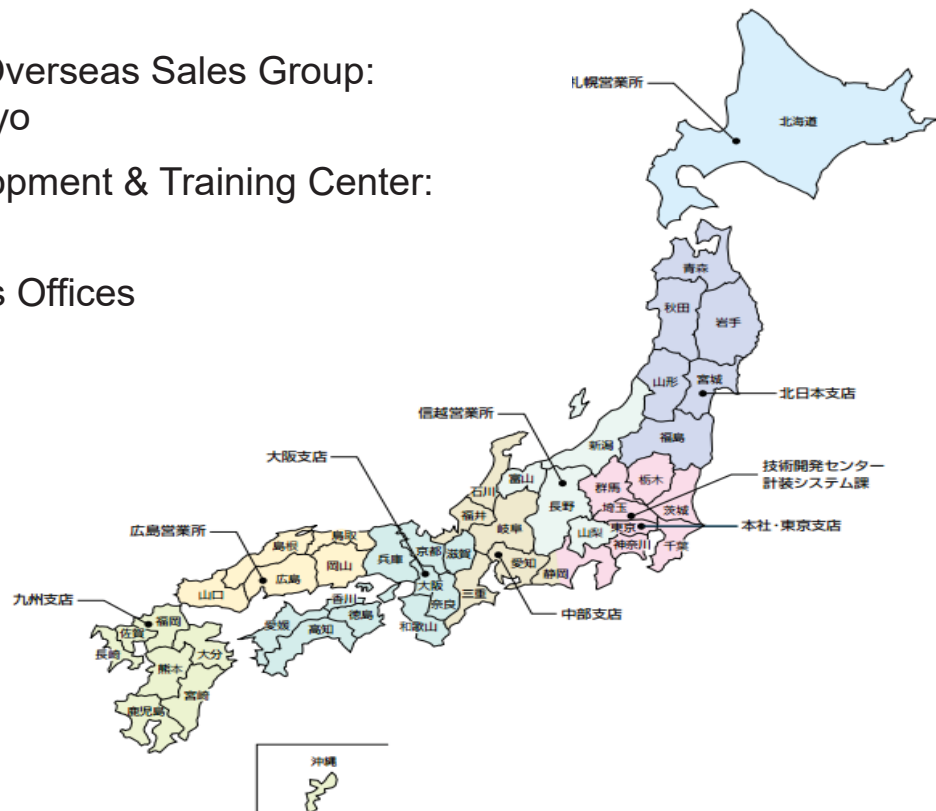 Overseas Sales Group:
yo
opment & Training Center:
s Offices
札幌営業所
北海道
青森
秋田
岩手
山形
宮城
北日本支店
信越営業所
新潟
福島
大阪支店
技術開発センター
計装システム課
石川
富山
群馬
栃木
長野
埼玉
茨城
福井
岐阜
山梨
東京
本社・東京支店
広島営業所
島根
鳥取
兵庫
京都
滋賀
神奈川
千葉
愛知
静岡
岡山
広島
大阪
山口
香川
奈良
三重
中部支店
九州支店
福岡
佐賀
愛媛
高知
徳島
和歌山
長崎
大分
熊本
宮崎
鹿児島
沖縄